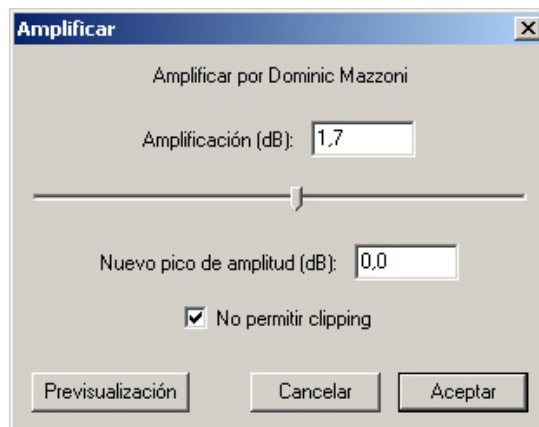 Amplificar
Amplificar por Dominic Mazzoni
Amplificación (dB): 1,7
Nuevo pico de amplitud (dB): 0,0
No permitir clipping
Previsualización Cancelar Aceptar